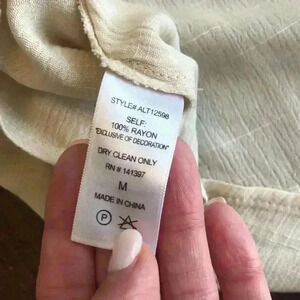 STYLE# ALT12598
SELF:
100% RAYON
"EXCLUSIVE OF DECORATION"
DRY CLEAN ONLY
RN # 141397
M
MADE IN CHINA
P